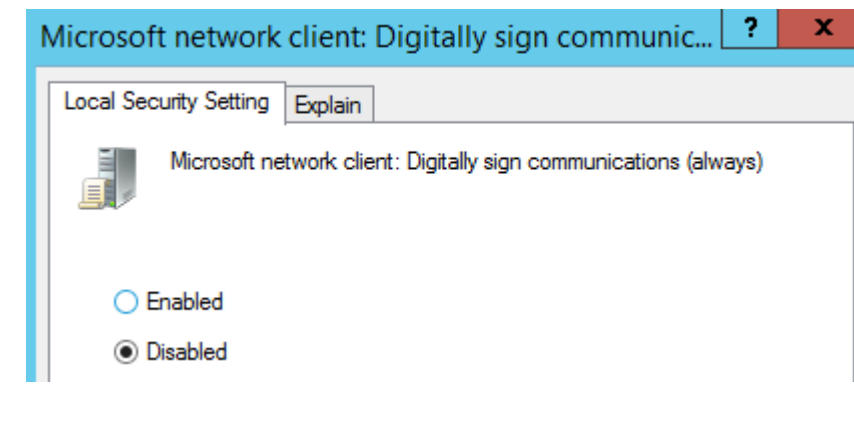 Microsoft network client: Digitally sign communic... ? x
Local Security Setting Explain
Microsoft network client: Digitally sign communications (always)
Enabled
Disabled